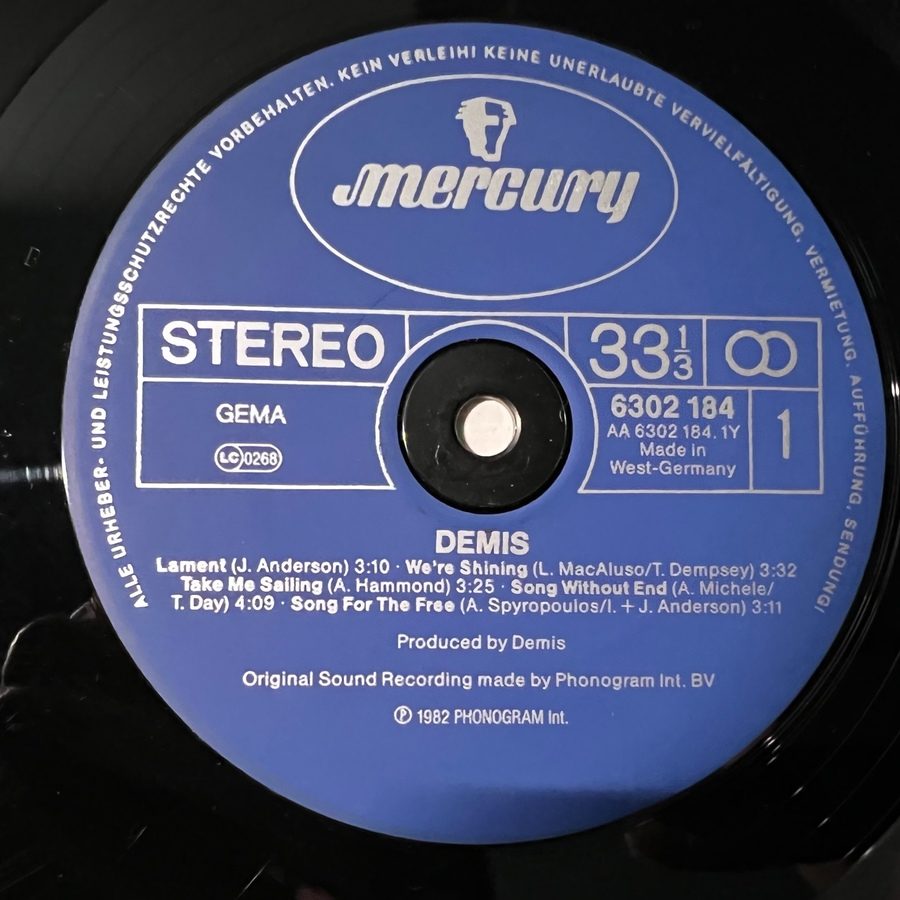 ALLE URHEBER- UND LEISTUNGSSCHUTZRECHTE VORBEHALTEN. KEIN VERLEIH! KEINE UNERLAUBTE VERVIELFÄLTIGUNG, VERMIETUNG, AUFFÜHRUNG, SENDUNG!
mercury
STEREO
33 1/3
GEMA
LC 0268
6302 184
AA 6302 184.1Y
Made in
West-Germany
1
DEMIS
Lament (J. Anderson) 3:10 · We're Shining (L. MacAluso/T. Dempsey) 3:32
Take Me Sailing (A. Hammond) 3:25 · Song Without End (A. Michele/
T. Day) 4:09 · Song For The Free (A. Spyropoulos/I. + J. Anderson) 3:11
Produced by Demis
Original Sound Recording made by Phonogram Int. BV
℗ 1982 PHONOGRAM Int.